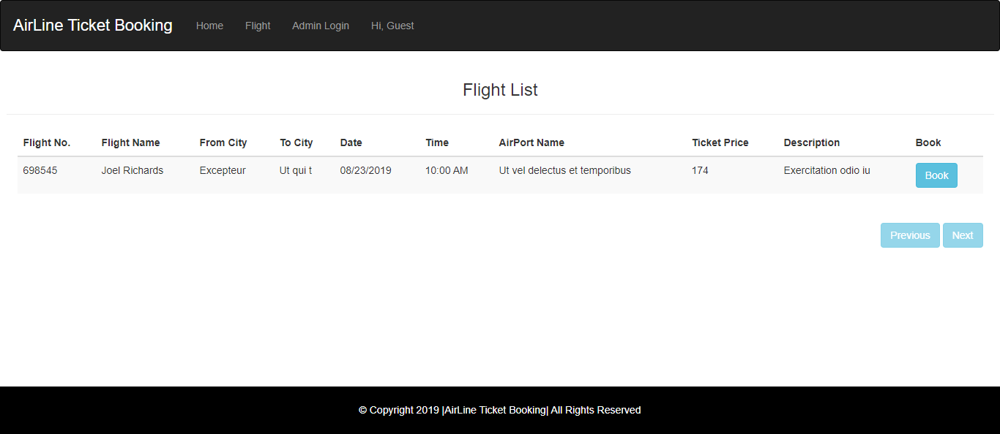 AirLine Ticket Booking Home Flight Admin Login Hi, Guest
Flight List
Flight No. Flight Name From City To City Date Time AirPort Name Ticket Price Description Book
698545 Joel Richards Excepteur Ut qui t 08/23/2019 10:00 AM Ut vel delectus et temporibus 174 Exercitation odio iu Book
Previous Next
© Copyright 2019 |AirLine Ticket Booking| All Rights Reserved